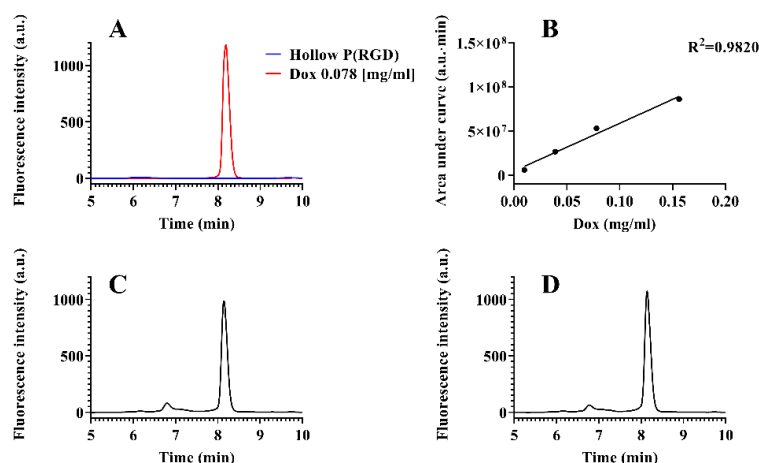 A
Fluorescence intensity (a.u.)
1000
500
0
5 6 7 8 9 10
Time (min)
Hollow P(RGD)
Dox 0.078 [mg/ml]
B
R²=0.9820
Area under curve (a.u.·min)
1.5×10⁸
1×10⁸
5×10⁷
0
0.00 0.05 0.10 0.15 0.20
Dox (mg/ml)
C
Fluorescence intensity (a.u.)
1000
500
0
5 6 7 8 9 10
Time (min)
D
Fluorescence intensity (a.u.)
1000
500
0
5 6 7 8 9 10
Time (min)